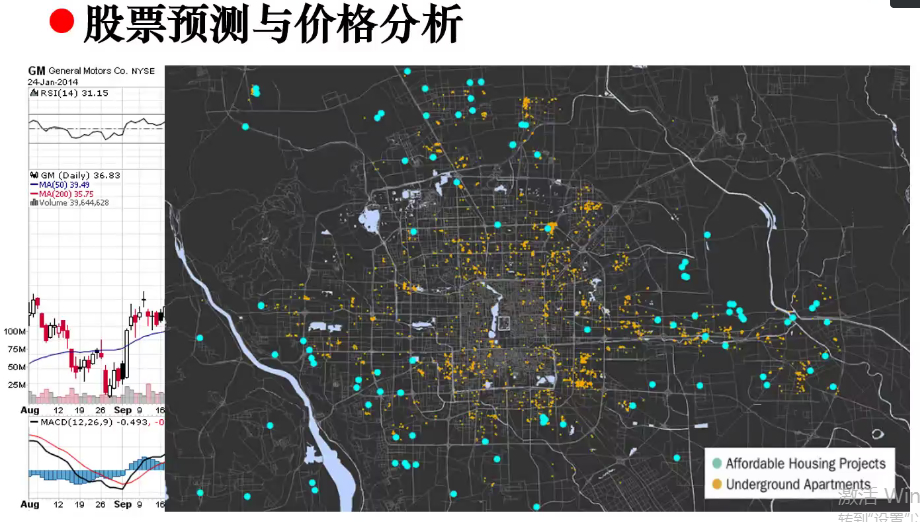 股票预测与价格分析
GM General Motors Co. NYSE
24-Jan-2014
RSI(14) 31.15
GM (Daily) 36.83
MA(50) 39.49
MA(200) 35.75
Volume 39,644,628
100M
75M
50M
25M
Aug 12 19 26 Sep 9 16
MACD(12,26,9) -0.493, -0
Aug 12 19 26 Sep 9 16
Affordable Housing Projects
Underground Apartments
激活 Win
转到"设置"以